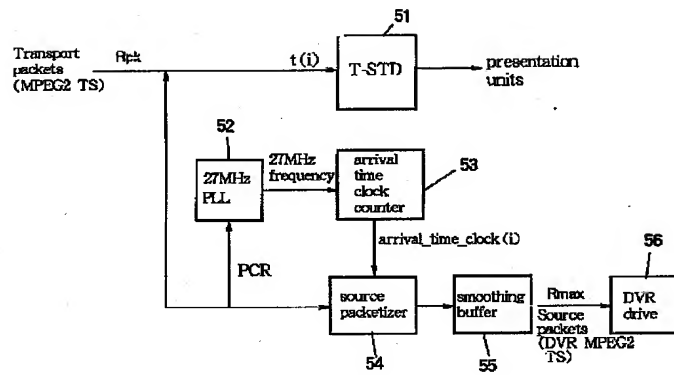 51
Transport
packets
(MPEG2 TS)
Rpk
t(i)
T-STD
presentation
units
52
27MHz
PLL
27MHz
frequency
arrival
time
clock
counter
53
arrival_time_clock(i)
PCR
source
packetizer
54
smoothing
buffer
55
Rmax
Source
packets
(DVR MPEG2
TS)
56
DVR
drive